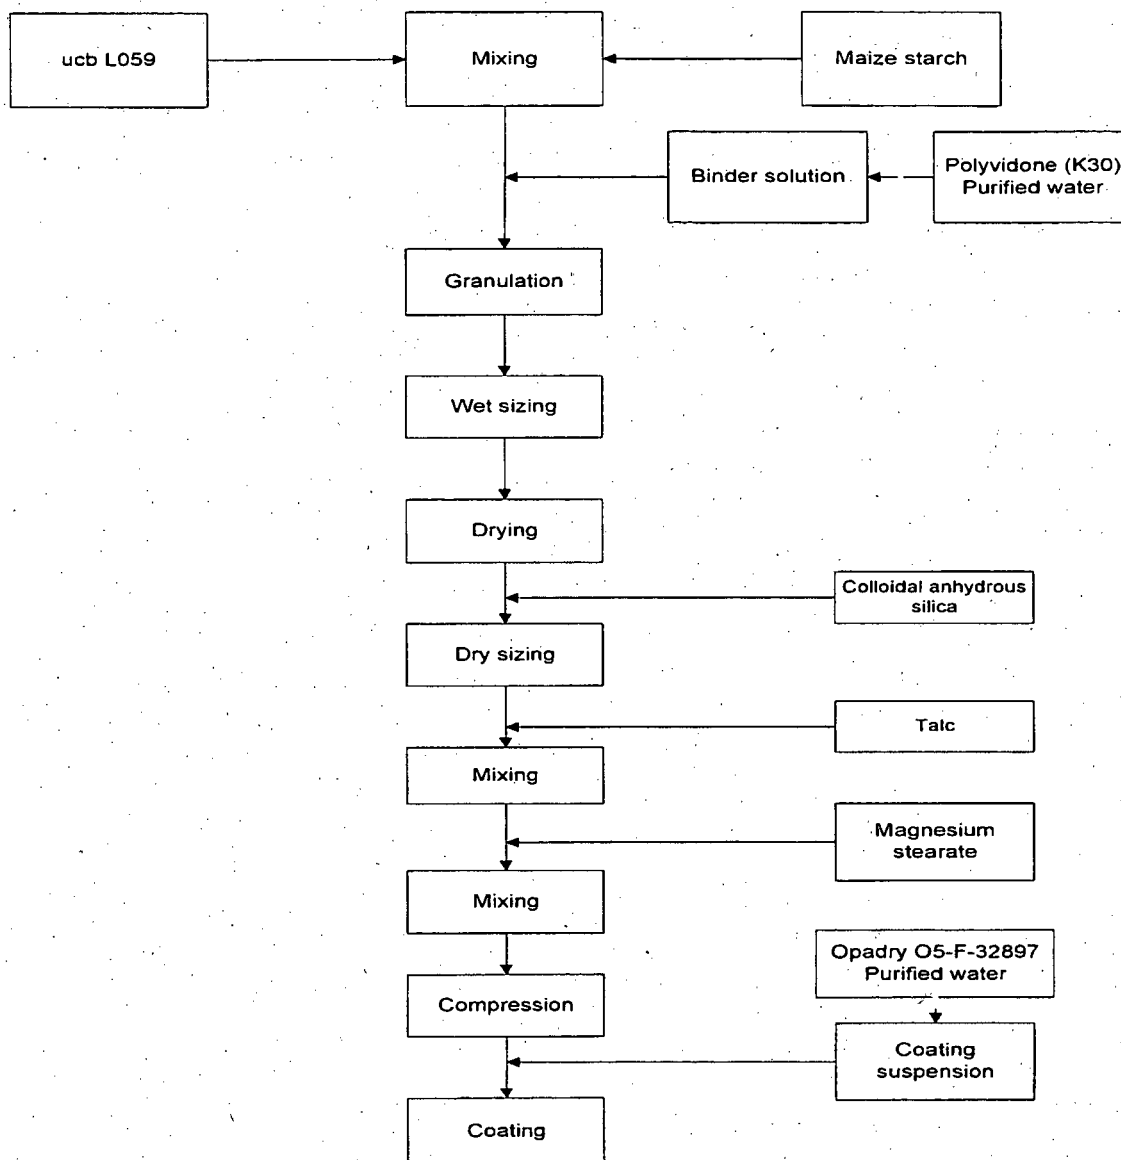 ucb L059
Mixing
Maize starch
Binder solution
Polyvidone (K30)
Purified water
Granulation
Wet sizing
Drying
Colloidal anhydrous
silica
Dry sizing
Talc
Mixing
Magnesium
stearate
Mixing
Opadry O5-F-32897
Purified water
Compression
Coating
suspension
Coating